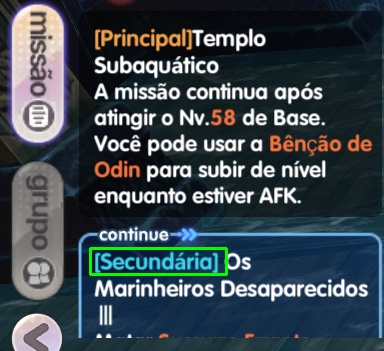 missão
grupo
[Principal]Templo
Subaquático
A missão continua após
atingir o Nv.58 de Base.
Você pode usar a Bênção de
Odin para subir de nível
enquanto estiver AFK.
continue
[Secundária] Os
Marinheiros Desaparecidos
III
Matar